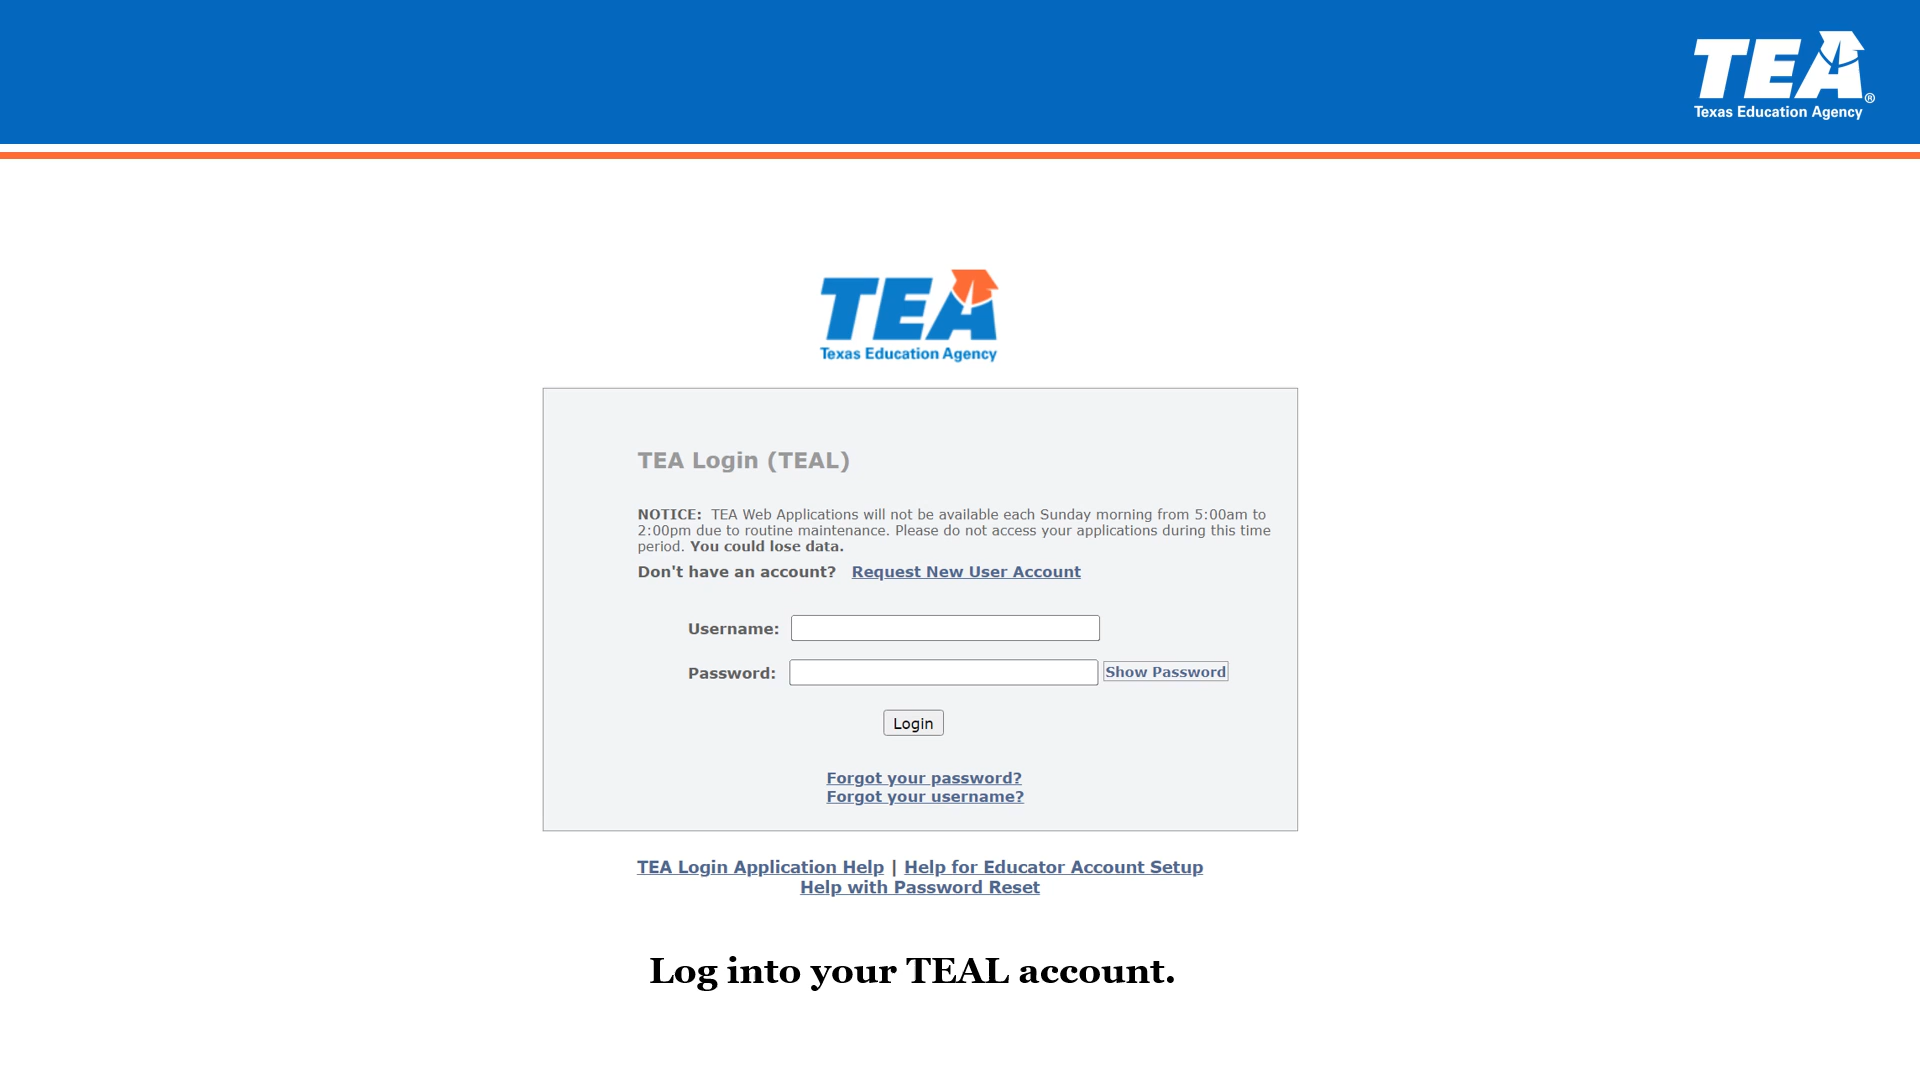 TEA®
Texas Education Agency
TEA
Texas Education Agency
TEA Login (TEAL)
NOTICE: TEA Web Applications will not be available each Sunday morning from 5:00am to
2:00pm due to routine maintenance. Please do not access your applications during this time
period. You could lose data.
Don't have an account? Request New User Account
Username:
Password: Show Password
Login
Forgot your password?
Forgot your username?
TEA Login Application Help | Help for Educator Account Setup
Help with Password Reset
Log into your TEAL account.